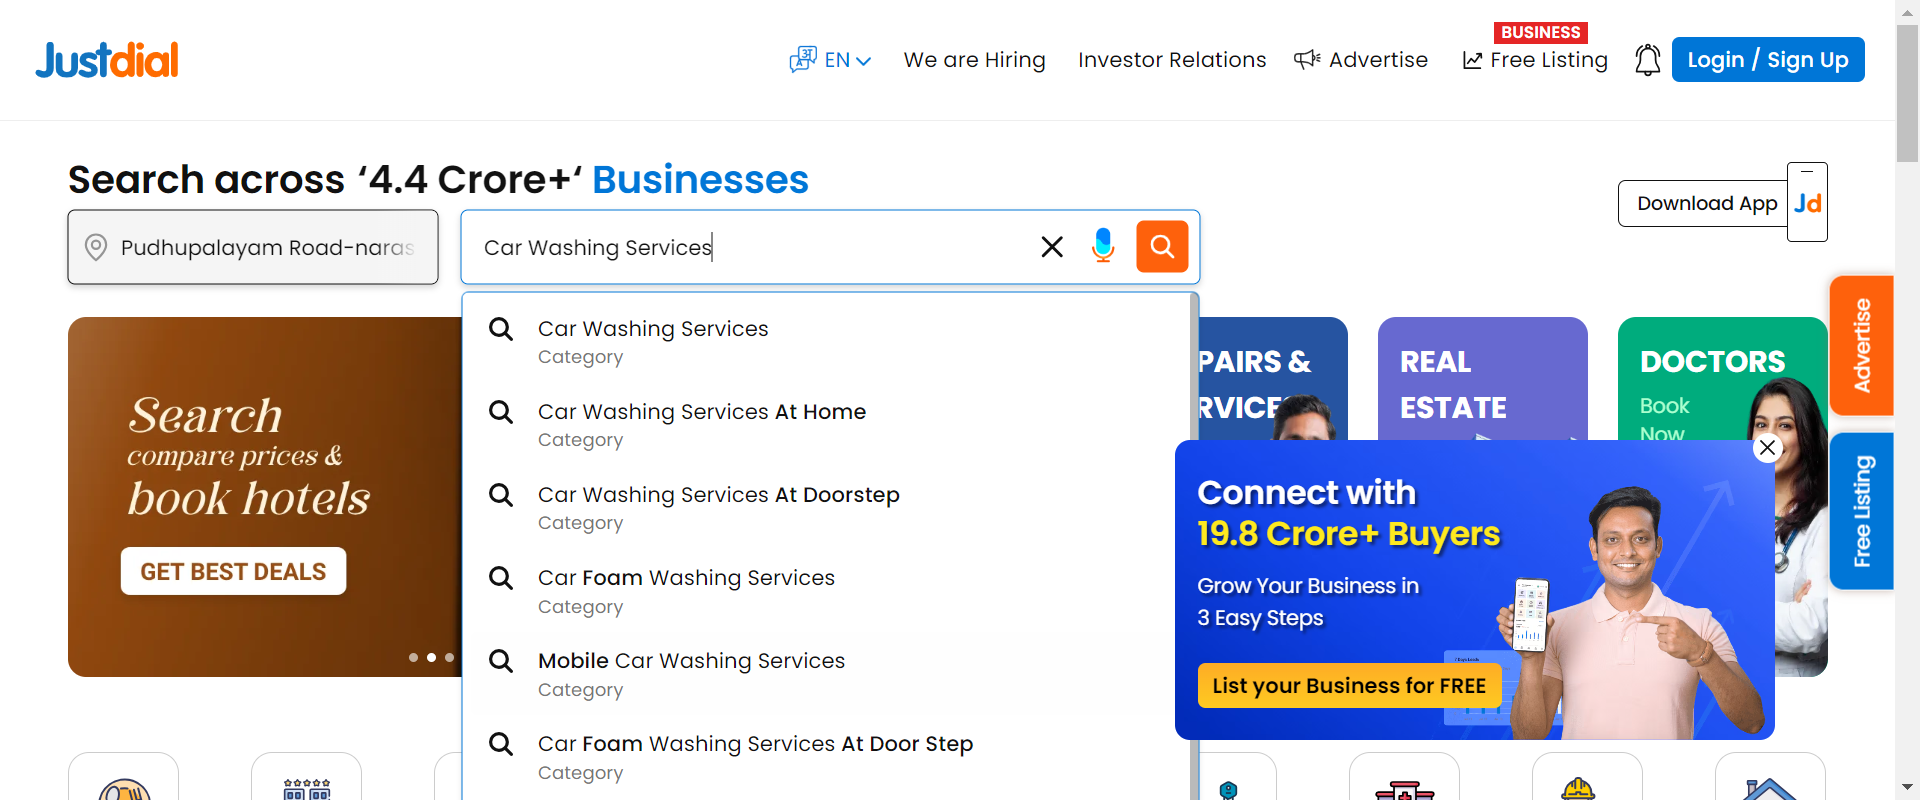 Justdial
EN
We are Hiring
Investor Relations
Advertise
BUSINESS
Free Listing
Login / Sign Up
Search across ‘4.4 Crore+‘ Businesses
Download App
Jd
Pudhupalayam Road-naras
Car Washing Services
Car Washing Services
Category
Car Washing Services At Home
Category
Car Washing Services At Doorstep
Category
Car Foam Washing Services
Category
Mobile Car Washing Services
Category
Car Foam Washing Services At Door Step
Category
Search
compare prices &
book hotels
GET BEST DEALS
PAIRS &
RVICE
REAL
ESTATE
DOCTORS
Book
Now
Advertise
Free Listing
Connect with
19.8 Crore+ Buyers
Grow Your Business in
3 Easy Steps
List your Business for FREE